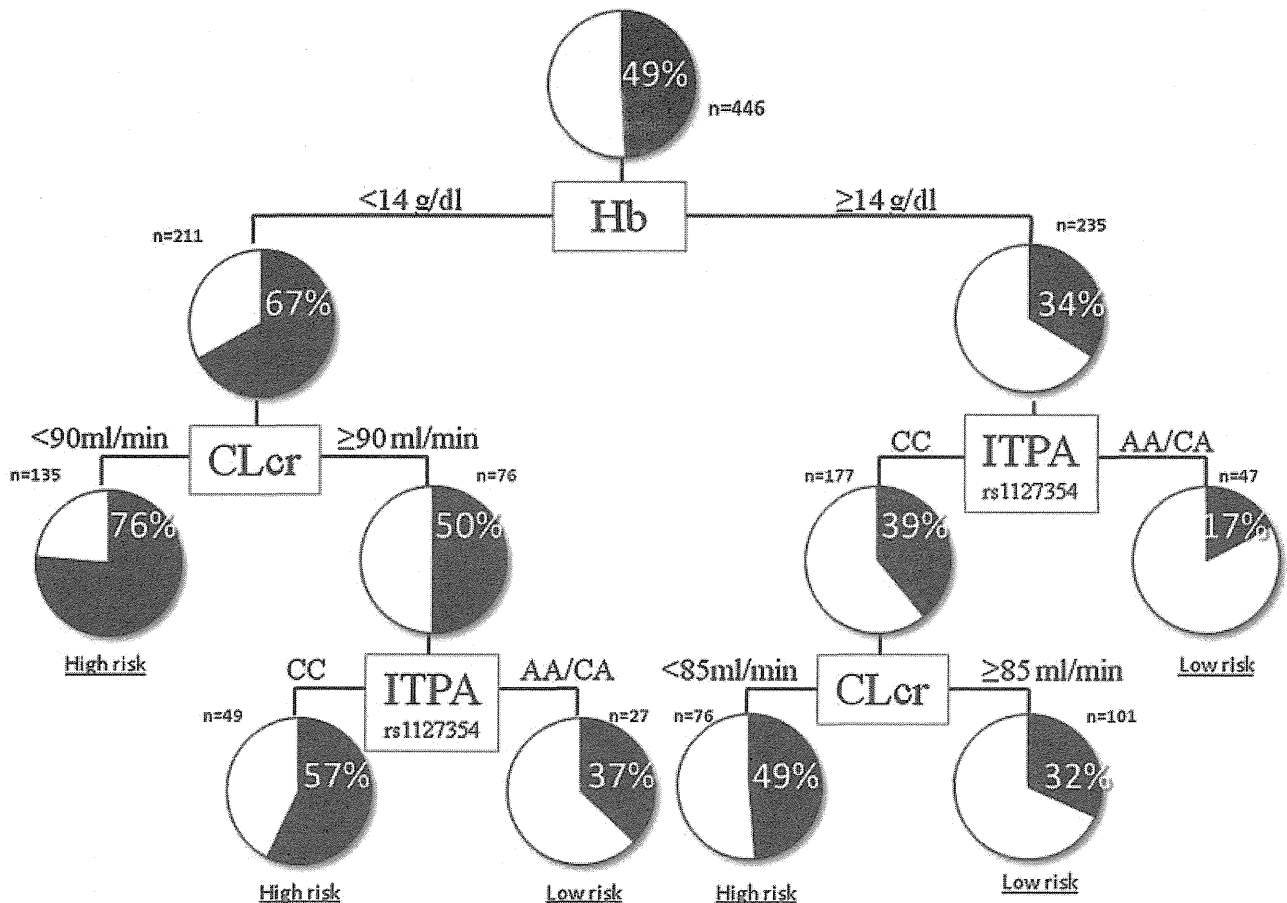 49%
n=446
<14 g/dl
Hb
≥14 g/dl
n=211
n=235
67%
34%
<90ml/min
CLcr
≥90 ml/min
CC
ITPA
rs1127354
AA/CA
n=135
n=76
n=177
n=47
76%
50%
39%
17%
High risk
Low risk
CC
ITPA
rs1127354
AA/CA
<85ml/min
CLcr
≥85 ml/min
n=49
n=27
n=76
n=101
57%
37%
49%
32%
High risk
Low risk
High risk
Low risk